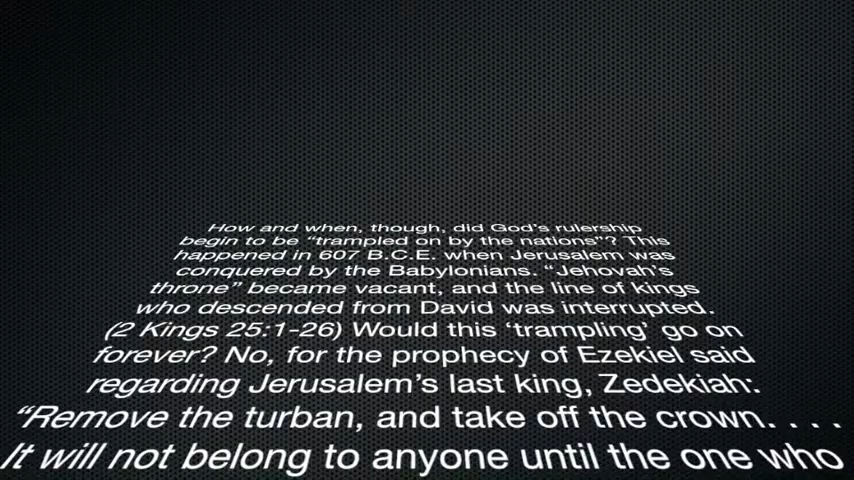 How and when, though, did God's rulership
begin to be “trampled on by the nations”? This
happened in 607 B.C.E. when Jerusalem was
conquered by the Babylonians. “Jehovah's
throne” became vacant, and the line of kings
who descended from David was interrupted.
(2 Kings 25:1-26) Would this ‘trampling’ go on
forever? No, for the prophecy of Ezekiel said
regarding Jerusalem's last king, Zedekiah:
“Remove the turban, and take off the crown. . . .
It will not belong to anyone until the one who